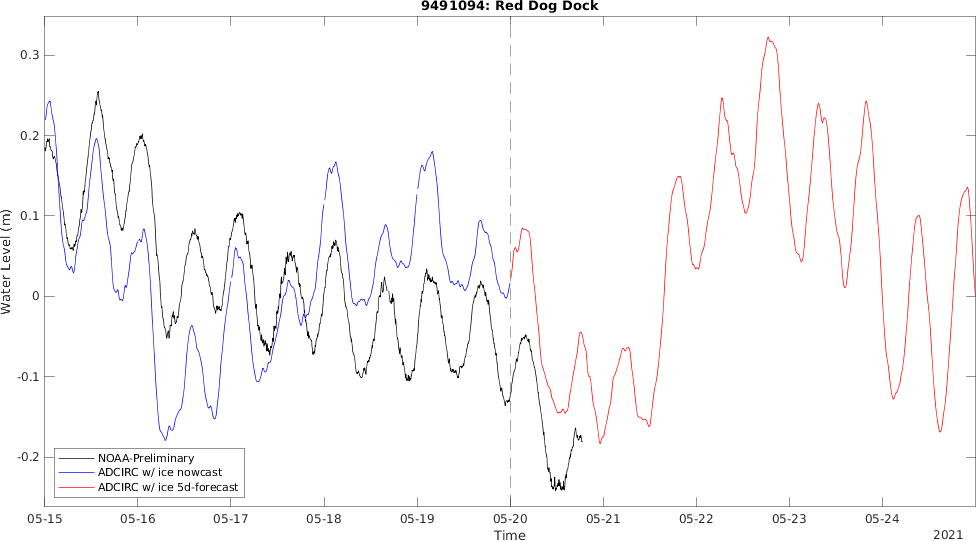 9491094: Red Dog Dock
0.3
0.2
0.1
0
-0.1
-0.2
Water Level (m)
NOAA-Preliminary
ADCIRC w/ ice nowcast
ADCIRC w/ ice 5d-forecast
05-15 05-16 05-17 05-18 05-19 05-20 05-21 05-22 05-23 05-24
Time
2021